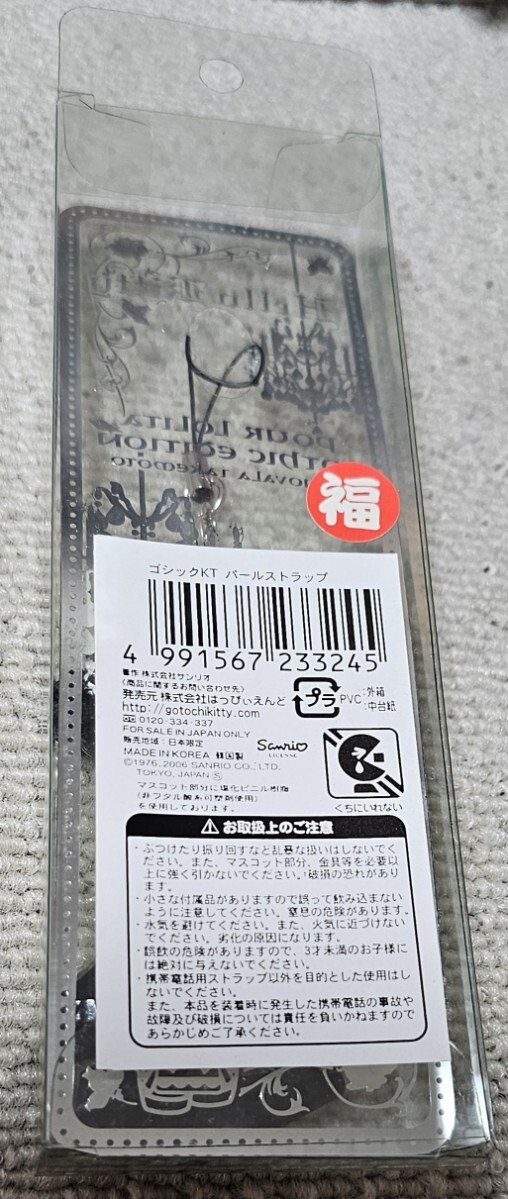 Hello
POUR LOLITA
GOTHIC EDITION
NOVALA TAKEMOTO
福
ゴシックKT パールストラップ
4 991567 233245
著作 株式会社サンリオ
(商品に関するお問い合わせ先)
発売元 株式会社はっぴぃえんど
http://gotochikitty.com
0120-334-337
FOR SALE IN JAPAN ONLY
販売地域:日本限定
MADE IN KOREA 韓国製
©1976,2006 SANRIO CO.,LTD.
TOKYO, JAPAN Ⓢ
プラ
PVC:外箱
:中台紙
Sanrio
LICENSE
マスコット部分に塩化ビニル樹脂
(非フタル酸系可塑剤使用)
を使用しております。
くちにいれない
⚠ お取扱上のご注意
・ぶつけたり振り回すなど乱暴な扱いはしないでく
ださい。また、マスコット部分、金具等を必要以
上に強く引かないでください。破損の恐れがあり
ます。
・小さな付属品がありますので誤って飲み込まない
ように注意してください。窒息の危険があります。
・水気を避けてください。また、火気に近づけない
でください。劣化の原因になります。
・誤飲の危険がありますので、3才未満のお子様に
は絶対に与えないでください。
・携帯電話用ストラップ以外を目的とした使用はし
ないでください。
また、本品を装着時に発生した携帯電話の事故や
故障及び破損については責任を負いかねますので
あらかじめご了承ください。